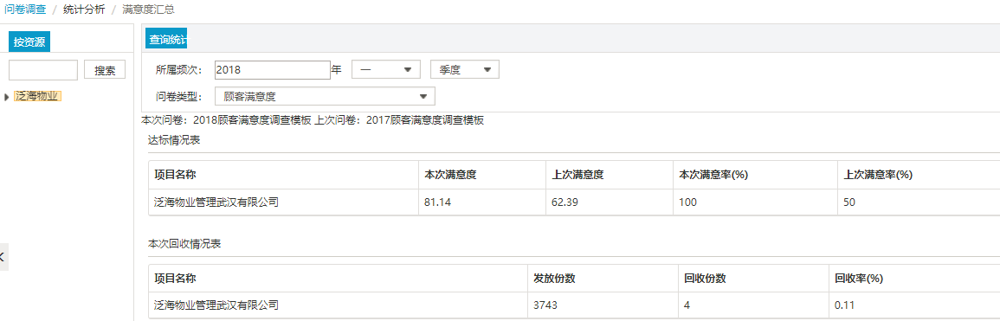 问卷调查 / 统计分析 / 满意度汇总
按资源
搜索
泛海物业
查询统计
所属频次： 2018 年 一 季度
问卷类型： 顾客满意度
本次问卷：2018顾客满意度调查模板 上次问卷：2017顾客满意度调查模板
达标情况表
项目名称 本次满意度 上次满意度 本次满意率(%) 上次满意率(%)
泛海物业管理武汉有限公司 81.14 62.39 100 50
本次回收情况表
项目名称 发放份数 回收份数 回收率(%)
泛海物业管理武汉有限公司 3743 4 0.11